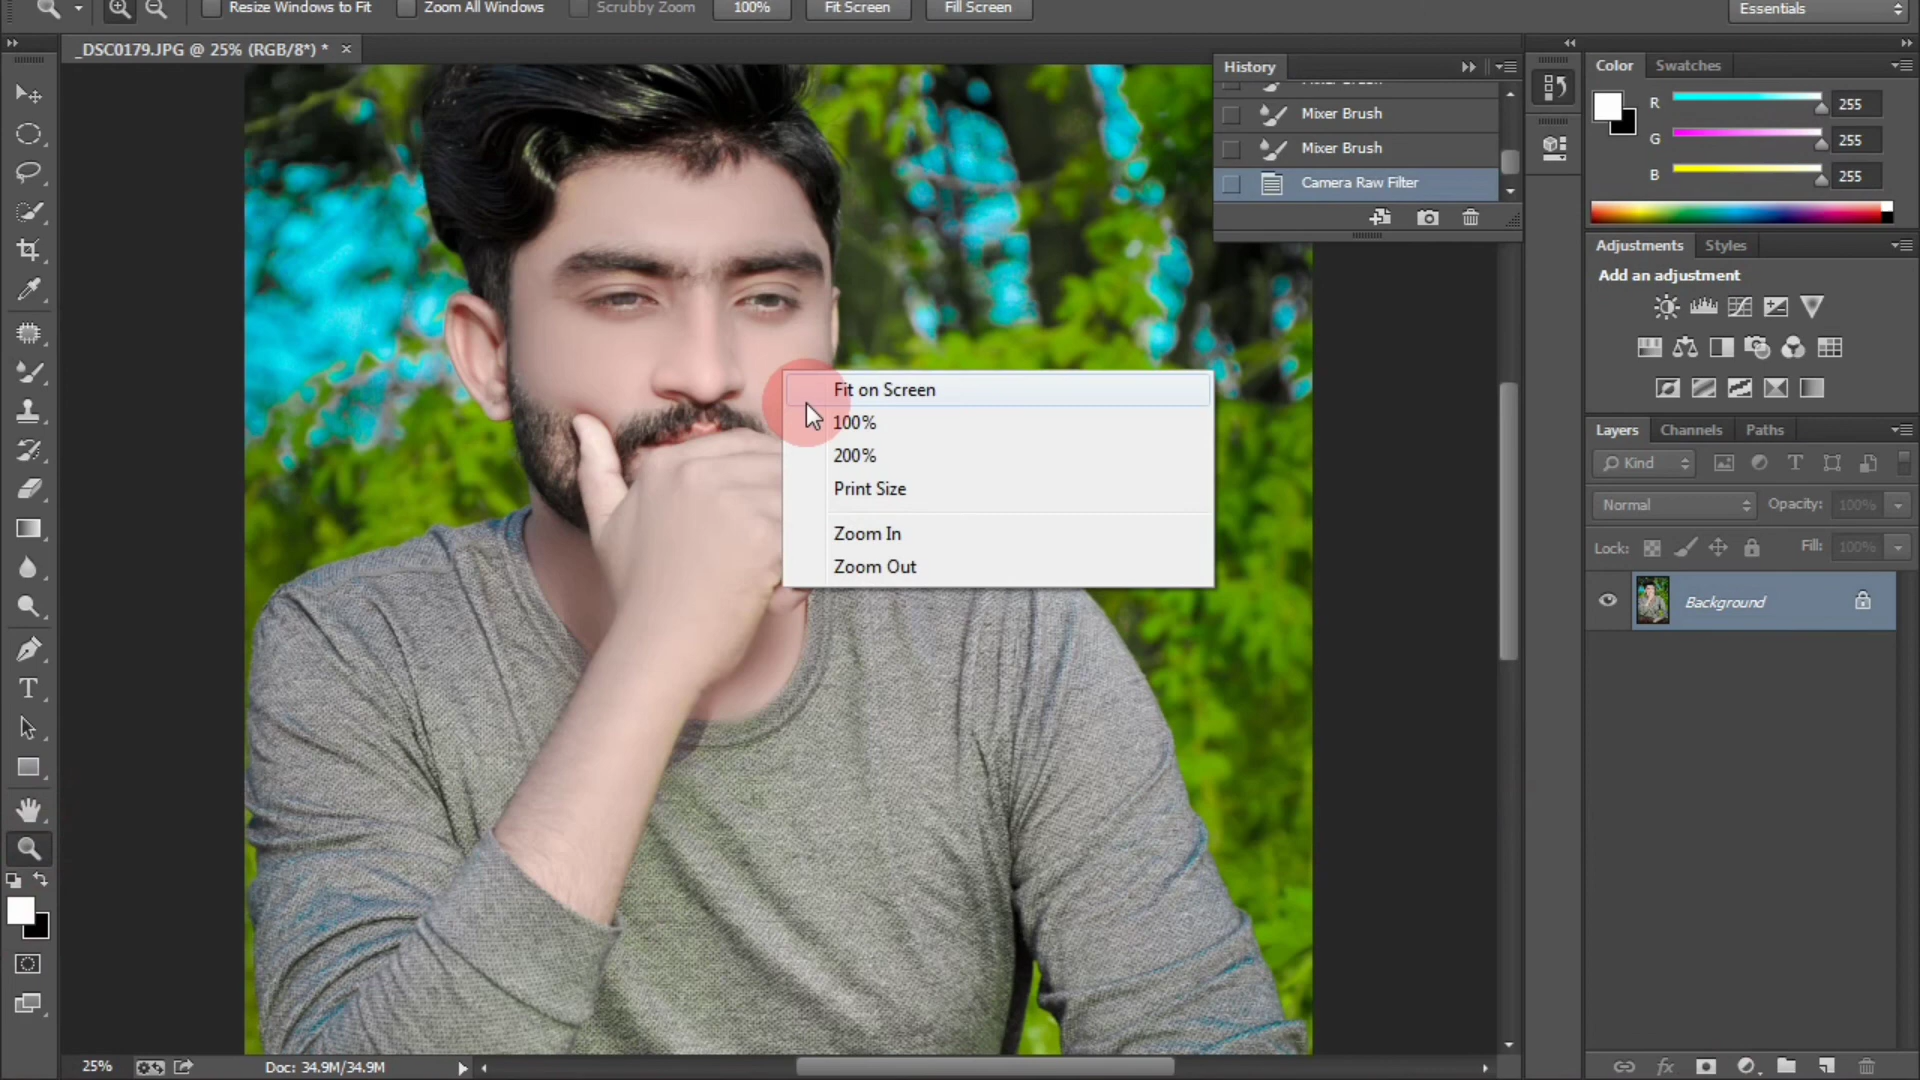 Resize Windows to Fit Zoom All Windows Scrubby Zoom 100% Fit Screen Fill Screen Essentials
_DSC0179.JPG @ 25% (RGB/8*) * ×
History
Mixer Brush
Mixer Brush
Camera Raw Filter
Color Swatches
R 255
G 255
B 255
Adjustments Styles
Add an adjustment
Fit on Screen
100%
200%
Print Size
Zoom In
Zoom Out
Layers Channels Paths
Kind
Normal Opacity: 100%
Lock: Fill: 100%
Background
fx
25% Doc: 34.9M/34.9M